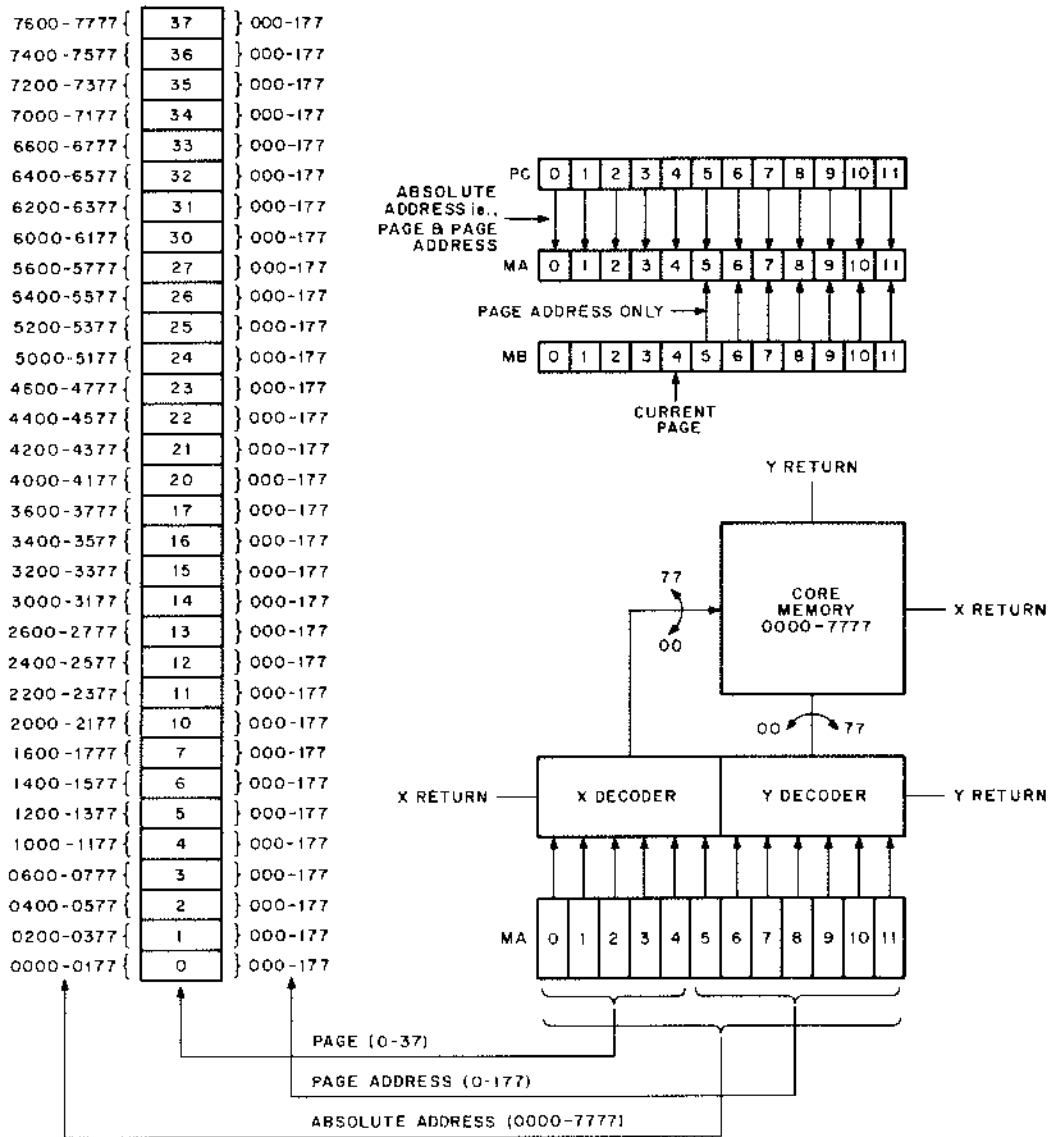 7600-7777{ 37 } 000-177
7400-7577{ 36 } 000-177
7200-7377{ 35 } 000-177
7000-7177{ 34 } 000-177
6600-6777{ 33 } 000-177
6400-6577{ 32 } 000-177
6200-6377{ 31 } 000-177
6000-6177{ 30 } 000-177
5600-5777{ 27 } 000-177
5400-5577{ 26 } 000-177
5200-5377{ 25 } 000-177
5000-5177{ 24 } 000-177
4600-4777{ 23 } 000-177
4400-4577{ 22 } 000-177
4200-4377{ 21 } 000-177
4000-4177{ 20 } 000-177
3600-3777{ 17 } 000-177
3400-3577{ 16 } 000-177
3200-3377{ 15 } 000-177
3000-3177{ 14 } 000-177
2600-2777{ 13 } 000-177
2400-2577{ 12 } 000-177
2200-2377{ 11 } 000-177
2000-2177{ 10 } 000-177
1600-1777{ 7 } 000-177
1400-1577{ 6 } 000-177
1200-1377{ 5 } 000-177
1000-1177{ 4 } 000-177
0600-0777{ 3 } 000-177
0400-0577{ 2 } 000-177
0200-0377{ 1 } 000-177
0000-0177{ 0 } 000-177
PAGE (0-37)
PAGE ADDRESS (0-177)
ABSOLUTE ADDRESS (0000-7777)
PC 0 1 2 3 4 5 6 7 8 9 10 11
ABSOLUTE
ADDRESS ie.,
PAGE & PAGE
ADDRESS
MA 0 1 2 3 4 5 6 7 8 9 10 11
PAGE ADDRESS ONLY
MB 0 1 2 3 4 5 6 7 8 9 10 11
CURRENT
PAGE
Y RETURN
77
00
CORE
MEMORY
0000-7777
X RETURN
00 77
X RETURN
X DECODER
Y DECODER
Y RETURN
MA 0 1 2 3 4 5 6 7 8 9 10 11